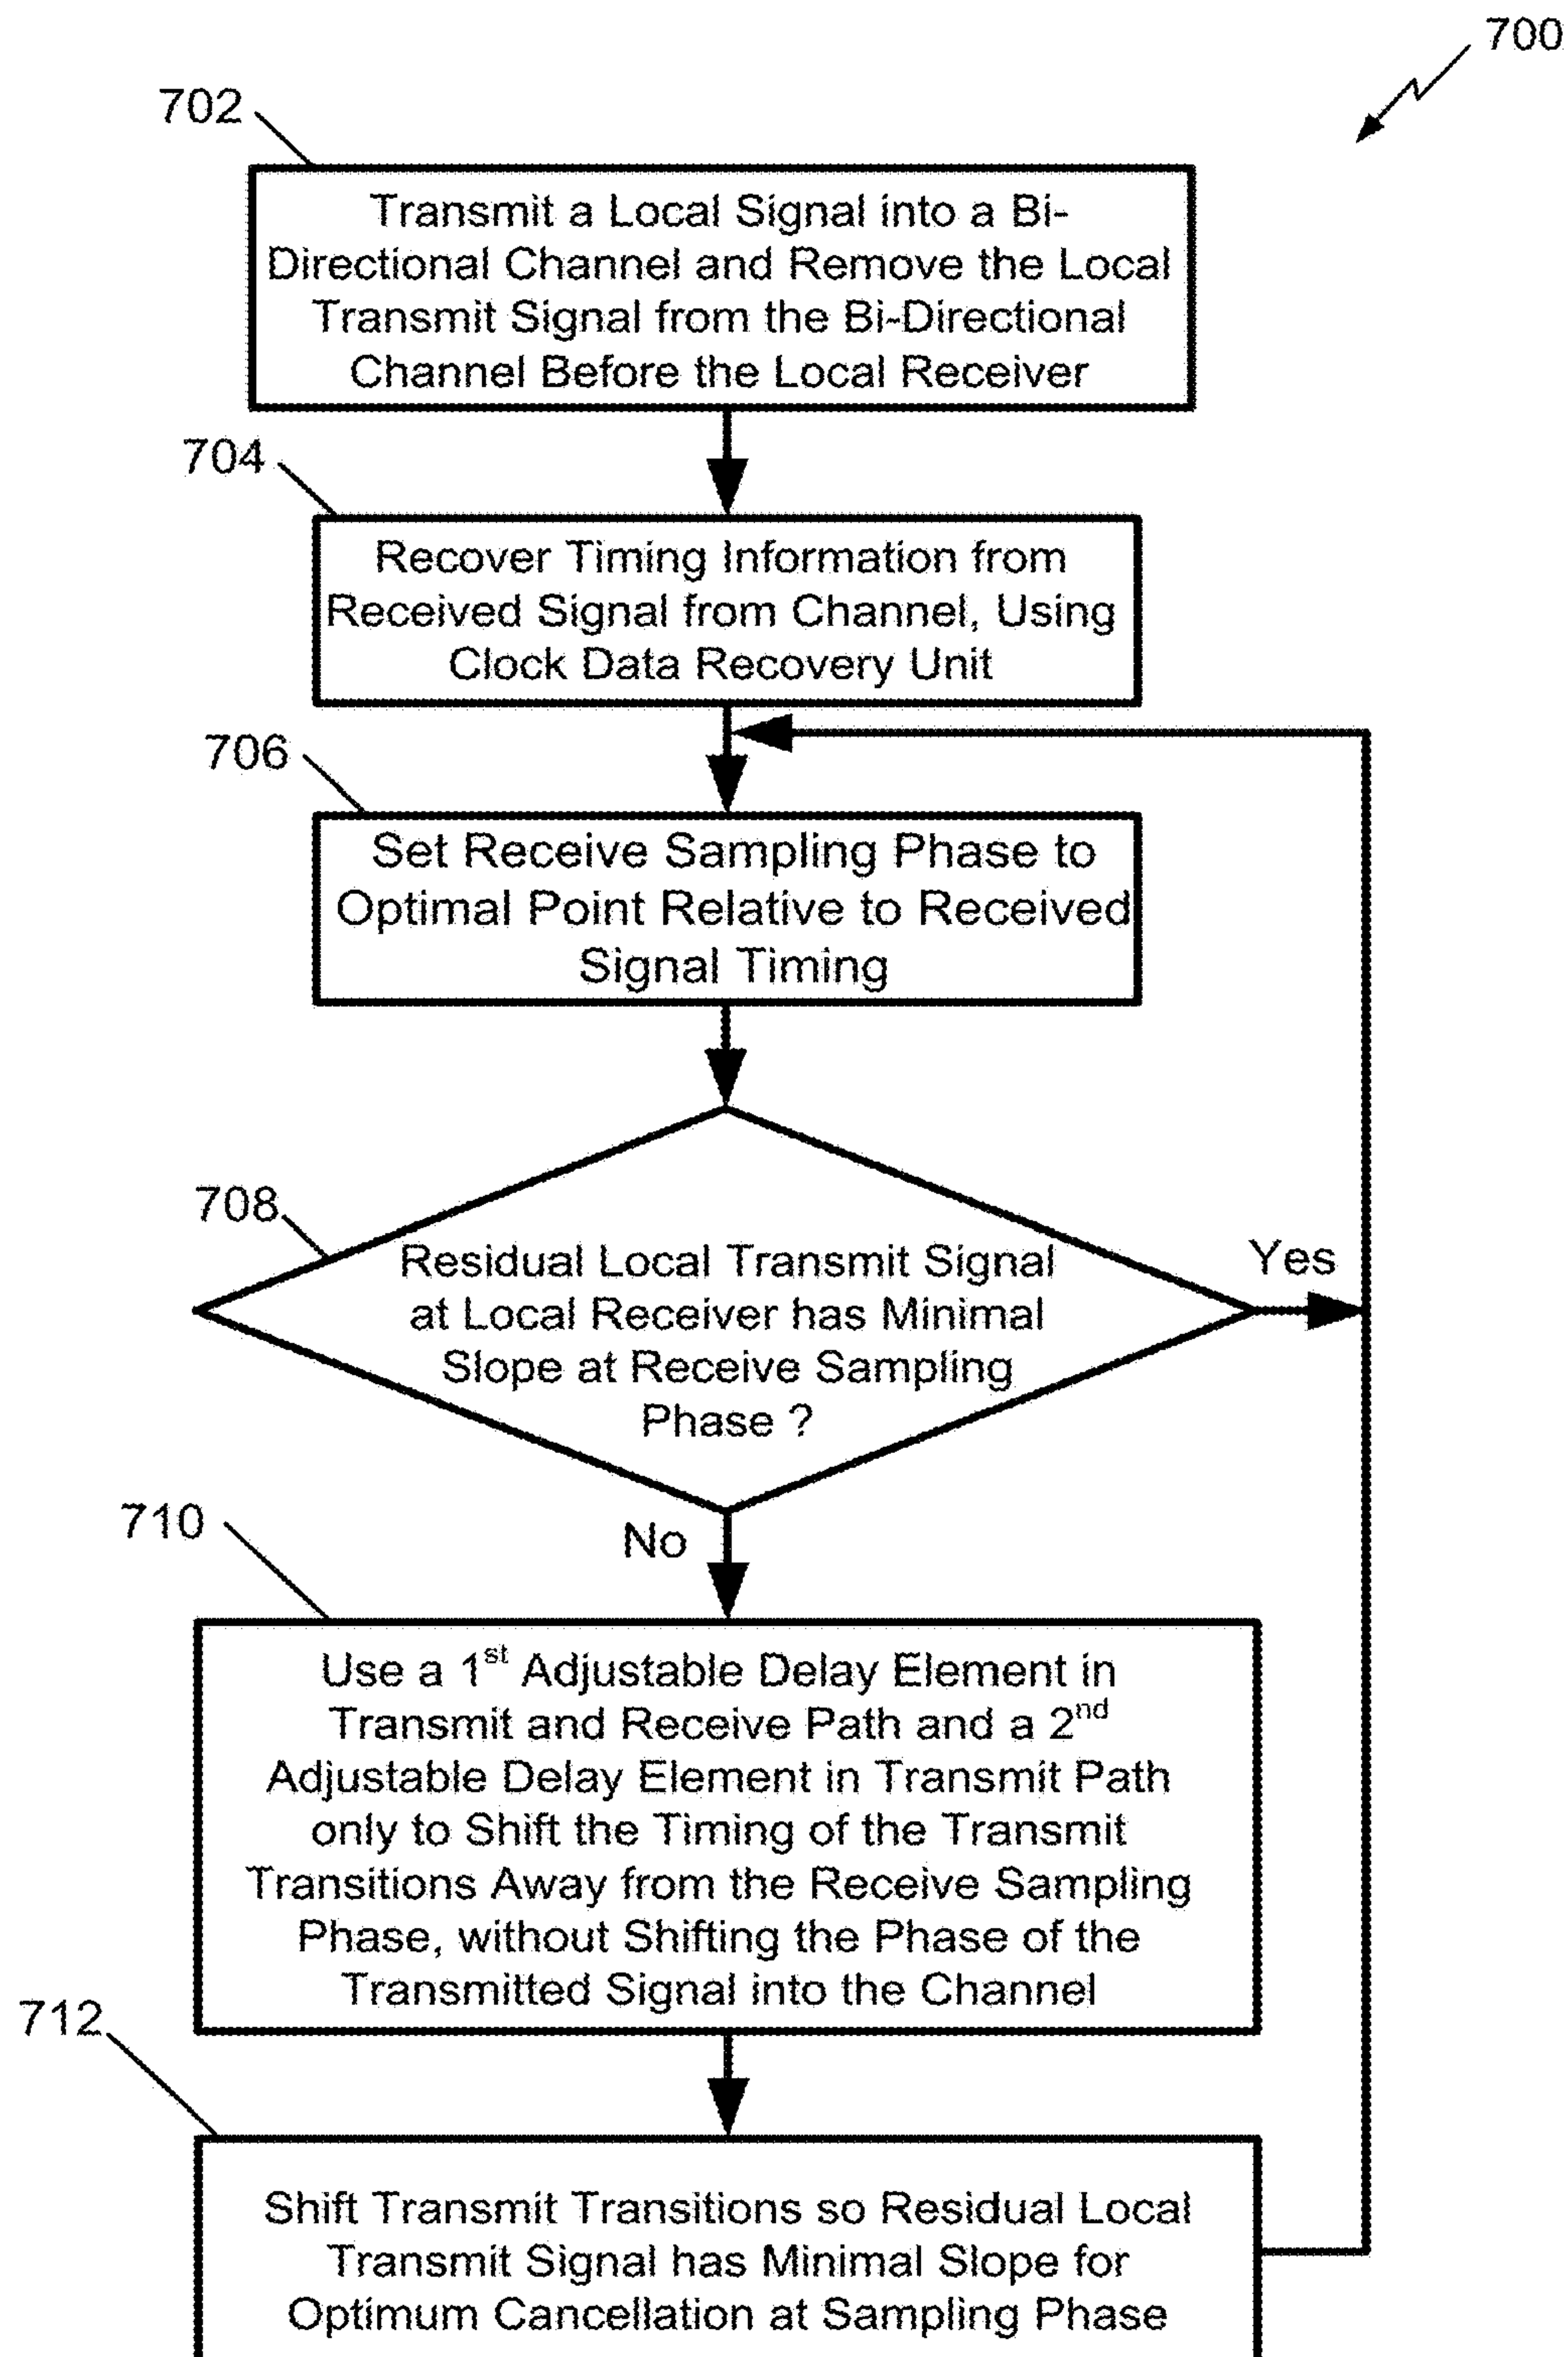 700
702
Transmit a Local Signal into a Bi-
Directional Channel and Remove the Local
Transmit Signal from the Bi-Directional
Channel Before the Local Receiver
704
Recover Timing Information from
Received Signal from Channel, Using
Clock Data Recovery Unit
706
Set Receive Sampling Phase to
Optimal Point Relative to Received
Signal Timing
708
Residual Local Transmit Signal
at Local Receiver has Minimal
Slope at Receive Sampling
Phase ?
Yes
No
710
Use a 1st Adjustable Delay Element in
Transmit and Receive Path and a 2nd
Adjustable Delay Element in Transmit Path
only to Shift the Timing of the Transmit
Transitions Away from the Receive Sampling
Phase, without Shifting the Phase of the
Transmitted Signal into the Channel
712
Shift Transmit Transitions so Residual Local
Transmit Signal has Minimal Slope for
Optimum Cancellation at Sampling Phase